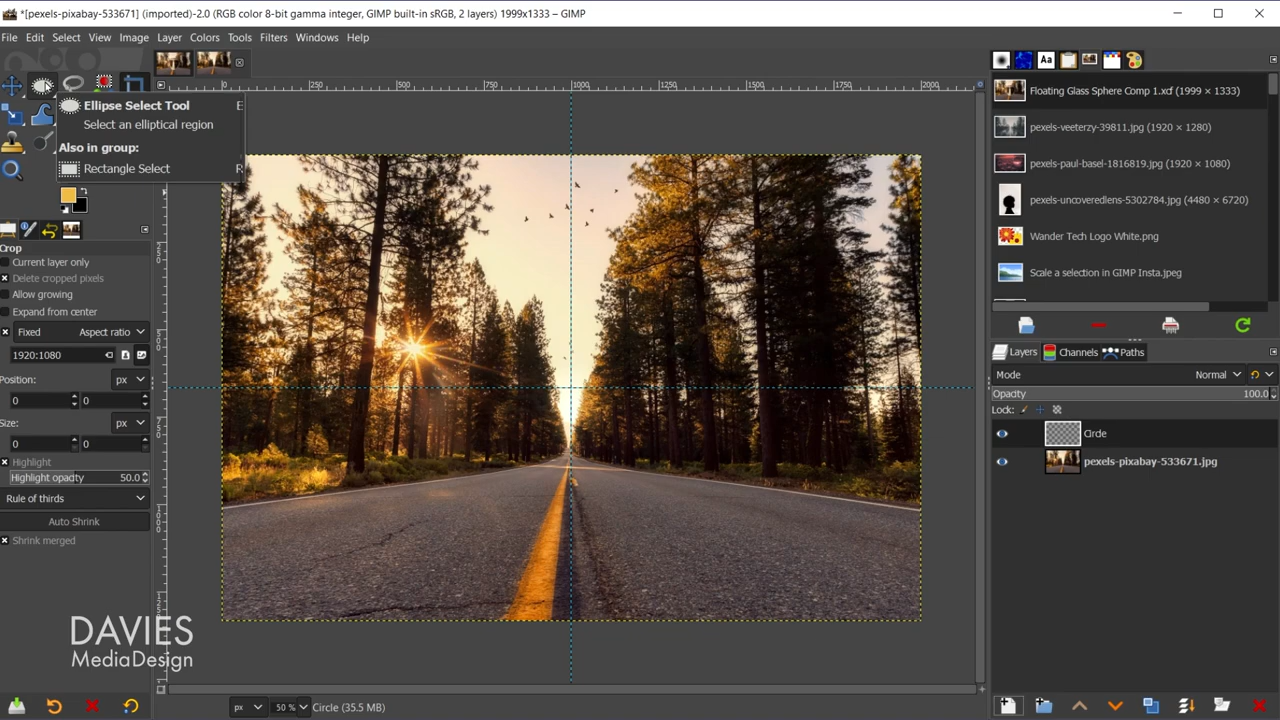 *[pexels-pixabay-533671] (imported)-2.0 (RGB color 8-bit gamma integer, GIMP built-in sRGB, 2 layers) 1999x1333 – GIMP
File Edit Select View Image Layer Colors Tools Filters Windows Help
0 250 500 750 1000 1250 1500 1750 2000
Ellipse Select Tool E
Select an elliptical region
Also in group:
Rectangle Select R
Crop
Current layer only
Delete cropped pixels
Allow growing
Expand from center
Fixed Aspect ratio
1920:1080
Position: px
0 0
Size: px
0 0
Highlight
Highlight opacity 50.0
Rule of thirds
Auto Shrink
Shrink merged
DAVIES
MediaDesign
250
500
750
1000
1250
px 50 % Circle (35.5 MB)
Aa
Floating Glass Sphere Comp 1.xcf (1999 × 1333)
pexels-veeterzy-39811.jpg (1920 × 1280)
pexels-paul-basel-1816819.jpg (1920 × 1080)
pexels-uncoveredlens-5302784.jpg (4480 × 6720)
Wander Tech Logo White.png
Scale a selection in GIMP Insta.jpeg
Layers Channels Paths
Mode Normal
Opacity 100.0
Lock:
Circle
pexels-pixabay-533671.jpg